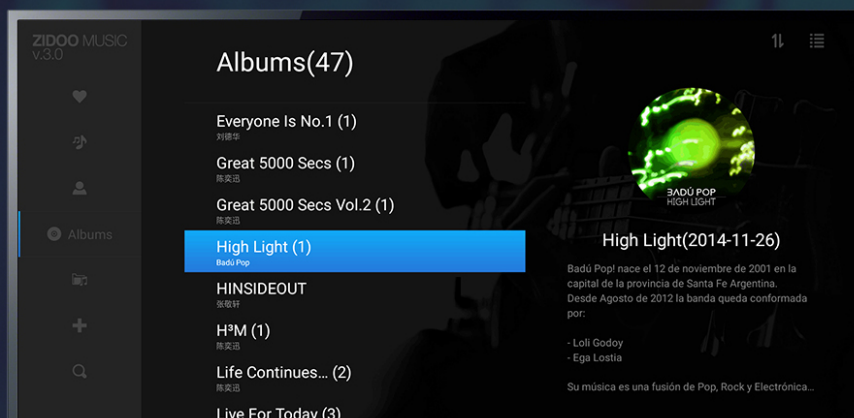 ZIDOO MUSIC
v.3.0
Albums
Albums(47)
Everyone Is No.1 (1)
刘德华
Great 5000 Secs (1)
陈奕迅
Great 5000 Secs Vol.2 (1)
陈奕迅
High Light (1)
Badú Pop
HINSIDEOUT
张敬轩
H³M (1)
陈奕迅
Life Continues... (2)
陈奕迅
Live For Today (3)
BADÚ POP
HIGH LIGHT
High Light(2014-11-26)
Badú Pop! nace el 12 de noviembre de 2001 en la
capital de la provincia de Santa Fe Argentina.
Desde Agosto de 2012 la banda queda conformada
por:
- Loli Godoy
- Ega Lostia
Su música es una fusión de Pop, Rock y Electrónica...